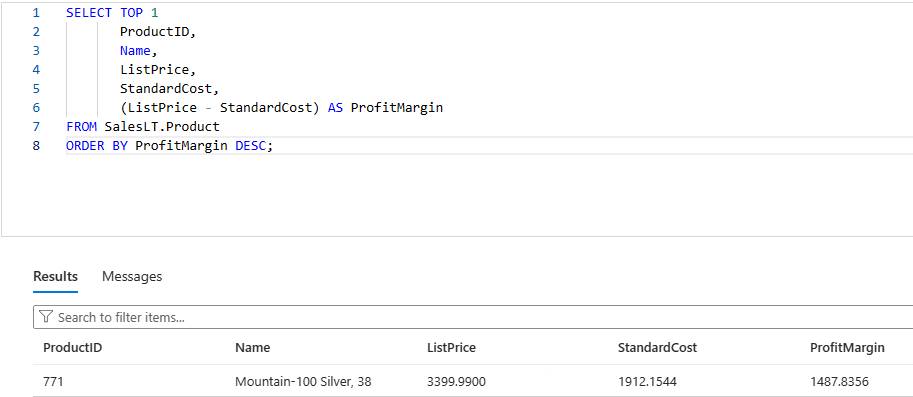 1 SELECT TOP 1
2 ProductID,
3 Name,
4 ListPrice,
5 StandardCost,
6 (ListPrice - StandardCost) AS ProfitMargin
7 FROM SalesLT.Product
8 ORDER BY ProfitMargin DESC;
Results Messages
Search to filter items...
ProductID Name ListPrice StandardCost ProfitMargin
771 Mountain-100 Silver, 38 3399.9900 1912.1544 1487.8356